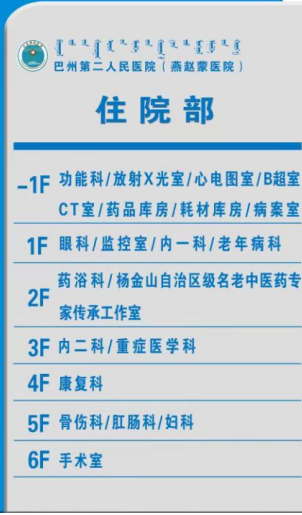 巴州第二人民医院（燕赵蒙医院）
住院部
-1F 功能科/放射X光室/心电图室/B超室
CT室/药品库房/耗材库房/病案室
1F 眼科/监控室/内一科/老年病科
2F 药浴科/杨金山自治区级名老中医药专
家传承工作室
3F 内二科/重症医学科
4F 康复科
5F 骨伤科/肛肠科/妇科
6F 手术室